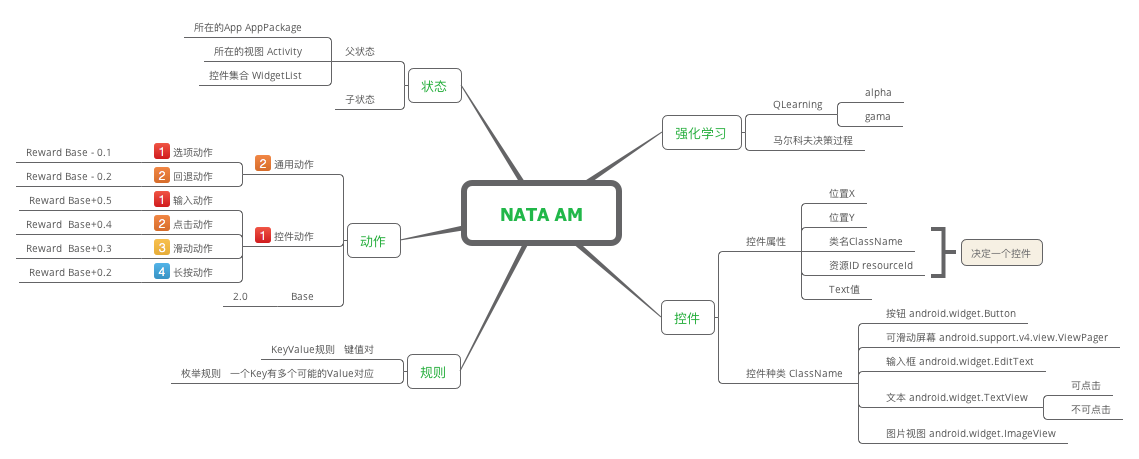 NATA AM
状态
父状态
所在的App AppPackage
所在的视图 Activity
控件集合 WidgetList
子状态
动作
2 通用动作
1 选项动作
Reward Base - 0.1
2 回退动作
Reward Base - 0.2
1 控件动作
1 输入动作
Reward Base+0.5
2 点击动作
Reward  Base+0.4
3 滑动动作
Reward  Base+0.3
4 长按动作
Reward Base+0.2
Base
2.0
规则
KeyValue规则   键值对
枚举规则   一个Key有多个可能的Value对应
强化学习
QLearning
alpha
gama
马尔科夫决策过程
控件
控件属性
位置X
位置Y
类名ClassName
资源ID resourceId
Text值
决定一个控件
控件种类 ClassName
按钮 android.widget.Button
可滑动屏幕 android.support.v4.view.ViewPager
输入框 android.widget.EditText
文本 android.widget.TextView
可点击
不可点击
图片视图 android.widget.ImageView